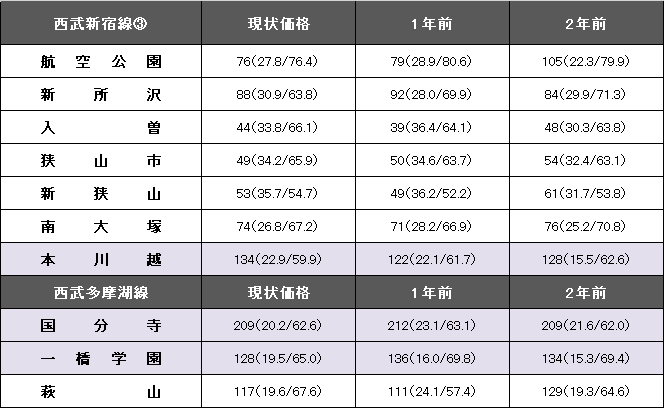 西武新宿線③ 現状価格 1年前 2年前
航空公園 76(27.8/76.4) 79(28.9/80.6) 105(22.3/79.9)
新所沢 88(30.9/63.8) 92(28.0/69.9) 84(29.9/71.3)
入曽 44(33.8/66.1) 39(36.4/64.1) 48(30.3/63.8)
狭山市 49(34.2/65.9) 50(34.6/63.7) 54(32.4/63.1)
新狭山 53(35.7/54.7) 49(36.2/52.2) 61(31.7/53.8)
南大塚 74(26.8/67.2) 71(28.2/66.9) 76(25.2/70.8)
本川越 134(22.9/59.9) 122(22.1/61.7) 128(15.5/62.6)
西武多摩湖線 現状価格 1年前 2年前
国分寺 209(20.2/62.6) 212(23.1/63.1) 209(21.6/62.0)
一橋学園 128(19.5/65.0) 136(16.0/69.8) 134(15.3/69.4)
萩山 117(19.6/67.6) 111(24.1/57.4) 129(19.3/64.6)